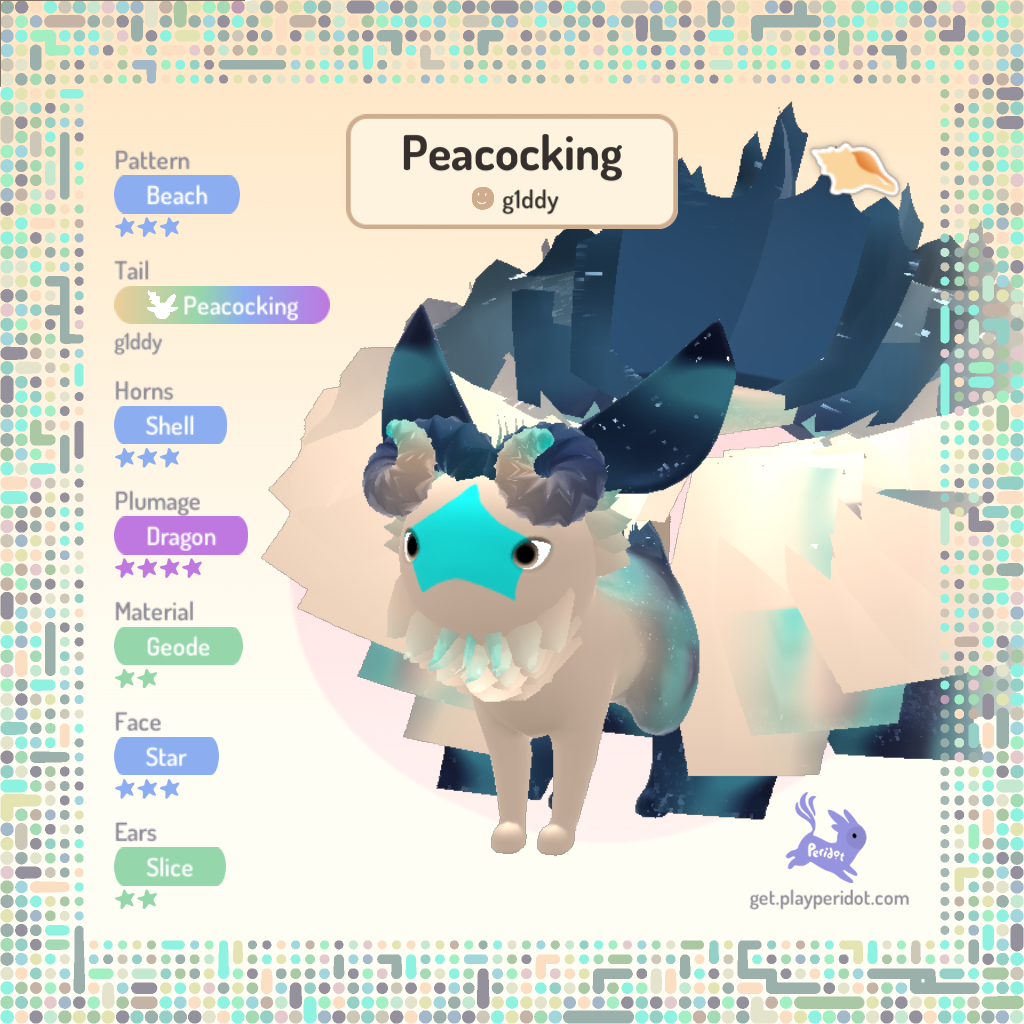 Peacocking
g1ddy
Pattern
Beach
Tail
Peacocking
g1ddy
Horns
Shell
Plumage
Dragon
Material
Geode
Face
Star
Ears
Slice
Peridot
get.playperidot.com